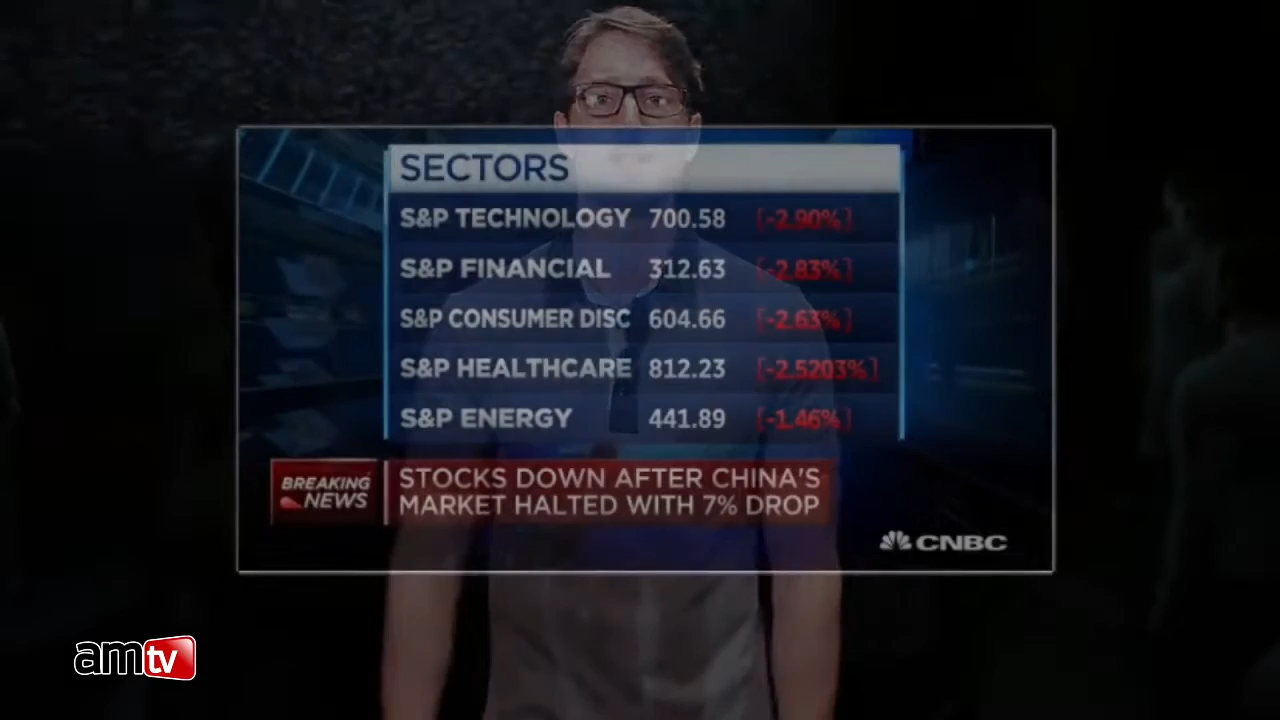 SECTORS
S&P TECHNOLOGY 700.58 [-2.90%]
S&P FINANCIAL 312.63 [-2.83%]
S&P CONSUMER DISC 604.66 [-2.63%]
S&P HEALTHCARE 812.23 [-2.5203%]
S&P ENERGY 441.89 [-1.46%]
BREAKING
NEWS
STOCKS DOWN AFTER CHINA'S
MARKET HALTED WITH 7% DROP
CNBC
amtv